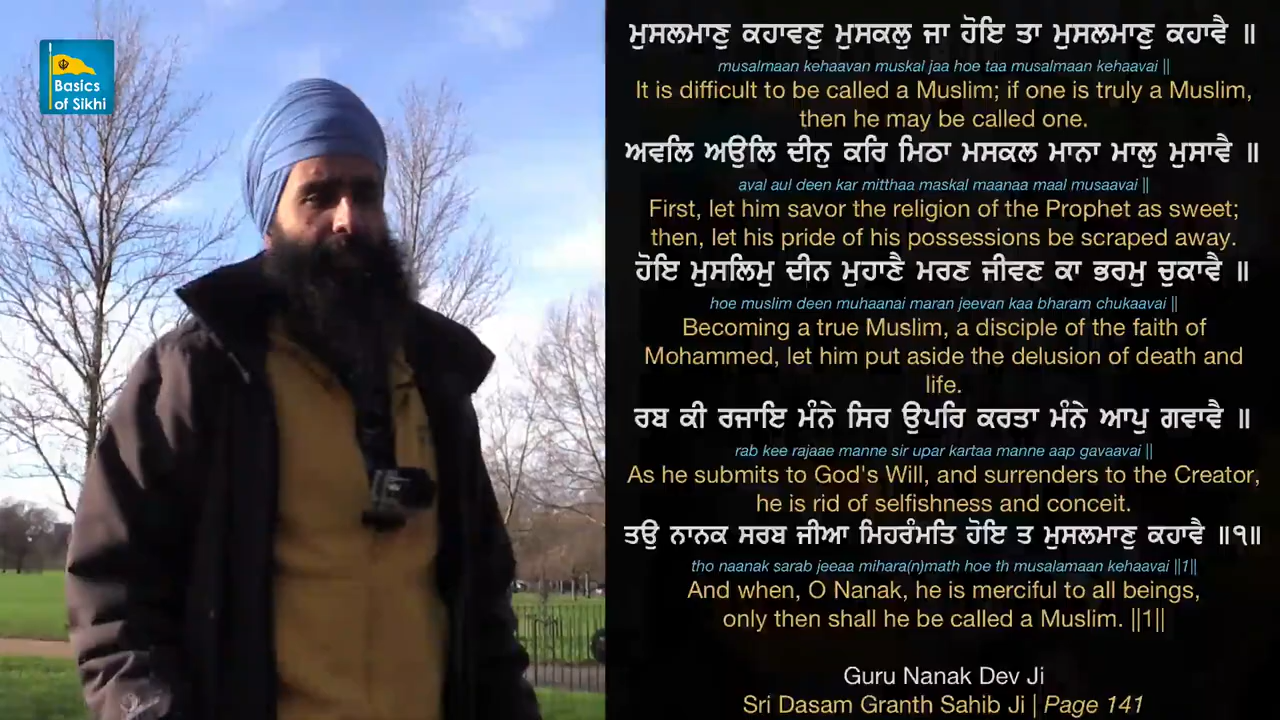 Basics
of Sikhi
ਮੁਸਲਮਾਣੁ ਕਹਾਵਣੁ ਮੁਸਕਲੁ ਜਾ ਹੋਇ ਤਾ ਮੁਸਲਮਾਣੁ ਕਹਾਵੈ ॥
musalmaan kehaavan muskal jaa hoe taa musalmaan kehaavai ||
It is difficult to be called a Muslim; if one is truly a Muslim,
then he may be called one.
ਅਵਲਿ ਅਉਲਿ ਦੀਨੁ ਕਰਿ ਮਿਠਾ ਮਸਕਲ ਮਾਨਾ ਮਾਲੁ ਮੁਸਾਵੈ ॥
aval aul deen kar mitthaa maskal maanaa maal musaavai ||
First, let him savor the religion of the Prophet as sweet;
then, let his pride of his possessions be scraped away.
ਹੋਇ ਮੁਸਲਿਮੁ ਦੀਨ ਮੁਹਾਣੈ ਮਰਣ ਜੀਵਣ ਕਾ ਭਰਮੁ ਚੁਕਾਵੈ ॥
hoe muslim deen muhaanai maran jeevan kaa bharam chukaavai ||
Becoming a true Muslim, a disciple of the faith of
Mohammed, let him put aside the delusion of death and
life.
ਰਬ ਕੀ ਰਜਾਇ ਮੰਨੇ ਸਿਰ ਉਪਰਿ ਕਰਤਾ ਮੰਨੇ ਆਪੁ ਗਵਾਵੈ ॥
rab kee rajaae manne sir upar kartaa manne aap gavaavai ||
As he submits to God's Will, and surrenders to the Creator,
he is rid of selfishness and conceit.
ਤਉ ਨਾਨਕ ਸਰਬ ਜੀਆ ਮਿਹਰੰਮਤਿ ਹੋਇ ਤ ਮੁਸਲਮਾਣੁ ਕਹਾਵੈ ॥੧॥
tho naanak sarab jeeaa mihara(n)math hoe th musalamaan kehaavai ||1||
And when, O Nanak, he is merciful to all beings,
only then shall he be called a Muslim. ||1||
Guru Nanak Dev Ji
Sri Dasam Granth Sahib Ji | Page 141